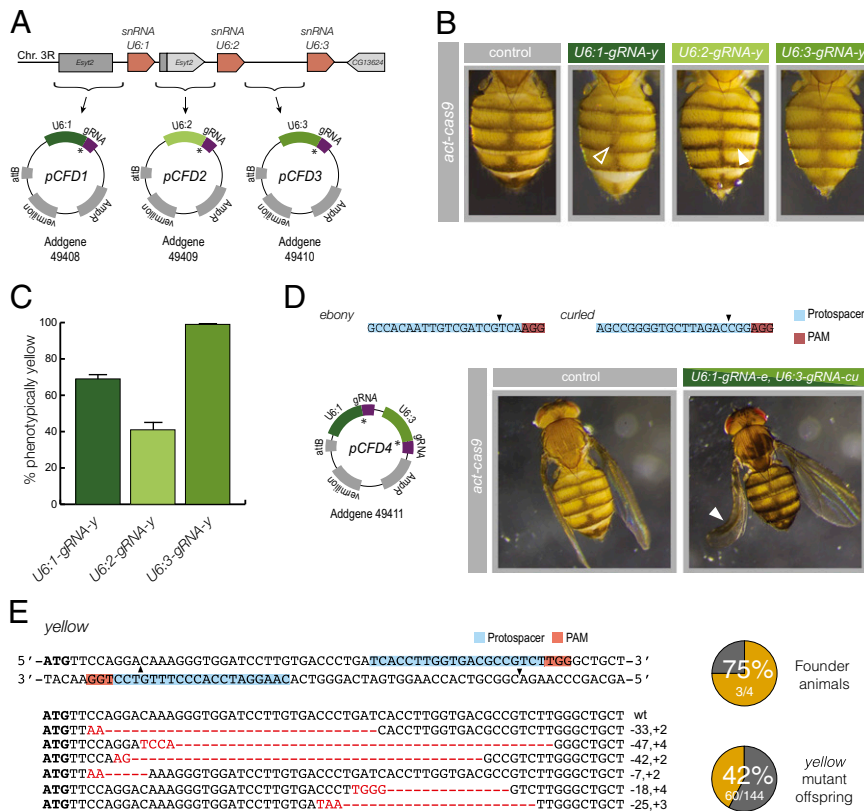 A
snRNA
U6:1
snRNA
U6:2
snRNA
U6:3
Chr. 3R
Esyt2
Esyt2
CG13624
U6:1
gRNA
*
attB
pCFD1
vermilion
AmpR
Addgene
49408
U6:2
gRNA
*
attB
pCFD2
vermilion
AmpR
Addgene
49409
U6:3
gRNA
*
attB
pCFD3
vermilion
AmpR
Addgene
49410
B
control
U6:1-gRNA-y
U6:2-gRNA-y
U6:3-gRNA-y
act-cas9
C
% phenotypically yellow
100
80
60
40
20
0
U6:1-gRNA-y
U6:2-gRNA-y
U6:3-gRNA-y
D
ebony
GCCACAATTGTCGATCGTCAAGG
curled
AGCCGGGGTGCTTAGACCGGAGG
Protospacer
PAM
U6:1
gRNA
*
U6:3
gRNA
*
attB
pCFD4
vermilion
AmpR
Addgene 49411
control
U6:1-gRNA-e, U6:3-gRNA-cu
act-cas9
E
yellow
Protospacer
PAM
5'-ATGTTCCAGGACAAAGGGTGGATCCTTGTGACCCTGATCACCTTGGTGACGCCGTCTTGGGCTGCT-3'
3'-TACAAGGTCCTGTTTCCCACCTAGGAACACTGGGACTAGTGGAACCACTGCGGCAGAACCCGACGA-5'
ATGTTCCAGGACAAAGGGTGGATCCTTGTGACCCTGATCACCTTGGTGACGCCGTCTTGGGCTGCT wt
ATGTTAA---------------------------------CACCTTGGTGACGCCGTCTTGGGCTGCT -33,+2
ATGTTCCAGGATCCA-----------------------------------------------GGGCTGCT -47,+4
ATGTTCCAG------------------------------------------GCCGTCTTGGGCTGCT -42,+2
ATGTTAA-----AAAGGGTGGATCCTTGTGACCCTGATCACCTTGGTGACGCCGTCTTGGGCTGCT -7,+2
ATGTTCCAGGACAAAGGGTGGATCCTTGTGACCCTTGGG--------------GTCTTGGGCTGCT -18,+4
ATGTTCCAGGACAAAGGGTGGATCCTTGTGATAA----------------------TTGGGCTGCT -25,+3
75%
3/4
Founder
animals
42%
60/144
yellow
mutant
offspring